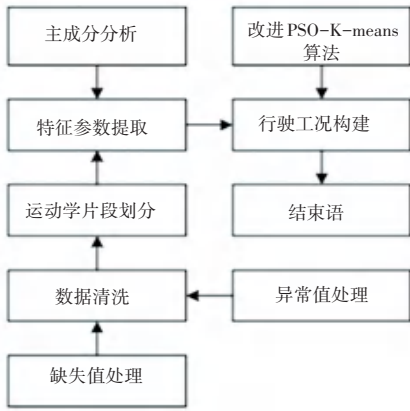 主成分分析
改进PSO-K-means
算法
特征参数提取
行驶工况构建
运动学片段划分
结束语
数据清洗
异常值处理
缺失值处理